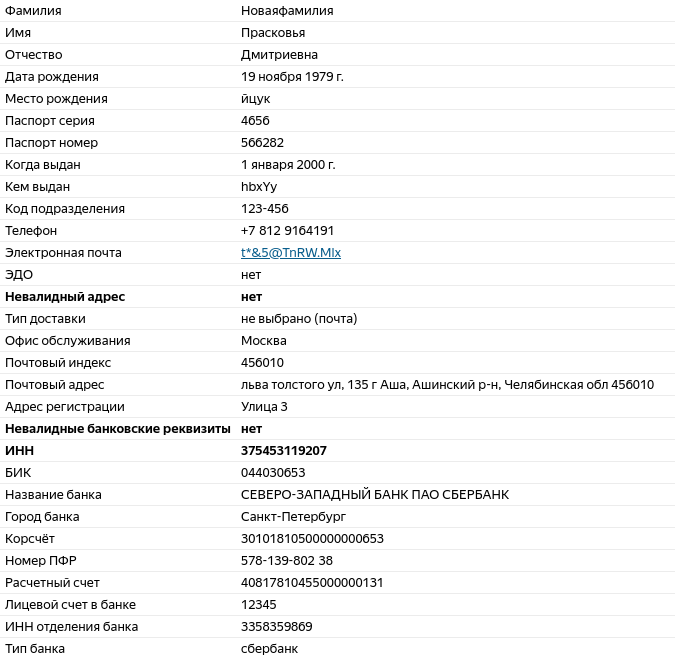 Фамилия Новаяфамилия
Имя Прасковья
Отчество Дмитриевна
Дата рождения 19 ноября 1979 г.
Место рождения йцук
Паспорт серия 4656
Паспорт номер 566282
Когда выдан 1 января 2000 г.
Кем выдан hbxYy
Код подразделения 123-456
Телефон +7 812 9164191
Электронная почта t*&5@TnRW.MIx
ЭДО нет
Невалидный адрес нет
Тип доставки не выбрано (почта)
Офис обслуживания Москва
Почтовый индекс 456010
Почтовый адрес льва толстого ул, 135 г Аша, Ашинский р-н, Челябинская обл 456010
Адрес регистрации Улица 3
Невалидные банковские реквизиты нет
ИНН 375453119207
БИК 044030653
Название банка СЕВЕРО-ЗАПАДНЫЙ БАНК ПАО СБЕРБАНК
Город банка Санкт-Петербург
Корсчёт 30101810500000000653
Номер ПФР 578-139-802 38
Расчетный счет 40817810455000000131
Лицевой счет в банке 12345
ИНН отделения банка 3358359869
Тип банка сбербанк